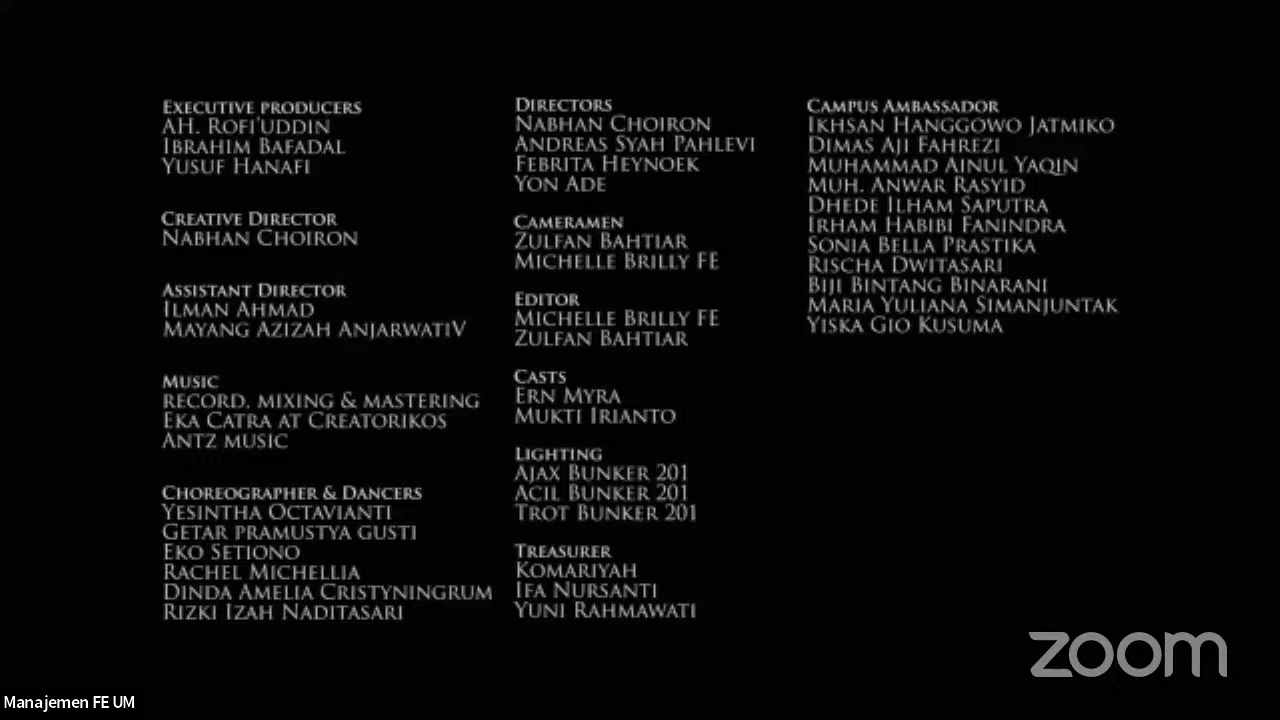 Executive producers
AH. Rofi'uddin
Ibrahim Bafadal
Yusuf Hanafi
Creative Director
Nabhan Choiron
Assistant Director
Ilman Ahmad
Mayang Azizah AnjarwatiV
Music
record, mixing & mastering
Eka Catra at Creatorikos
Antz music
Choreographer & Dancers
Yesintha Octavianti
Getar pramustya gusti
Eko Setiono
Rachel Michellia
Dinda Amelia Cristyningrum
Rizki Izah Naditasari
Directors
Nabhan Choiron
Andreas Syah Pahlevi
Febrita Heynoek
Yon Ade
Cameramen
Zulfan Bahtiar
Michelle Brilly FE
Editor
Michelle Brilly FE
Zulfan Bahtiar
Casts
Ern Myra
Mukti Irianto
Lighting
Ajax Bunker 201
Acil Bunker 201
Trot Bunker 201
Treasurer
Komariyah
Ifa Nursanti
Yuni Rahmawati
Campus Ambassador
Ikhsan Hanggowo Jatmiko
Dimas Aji Fahrezi
Muhammad Ainul Yaqin
Muh. Anwar Rasyid
Dhede Ilham Saputra
Irham Habibi Fanindra
Sonia Bella Prastika
Rischa Dwitasari
Biji Bintang Binarani
Maria Yuliana Simanjuntak
Yiska Gio Kusuma
zoom
Manajemen FE UM